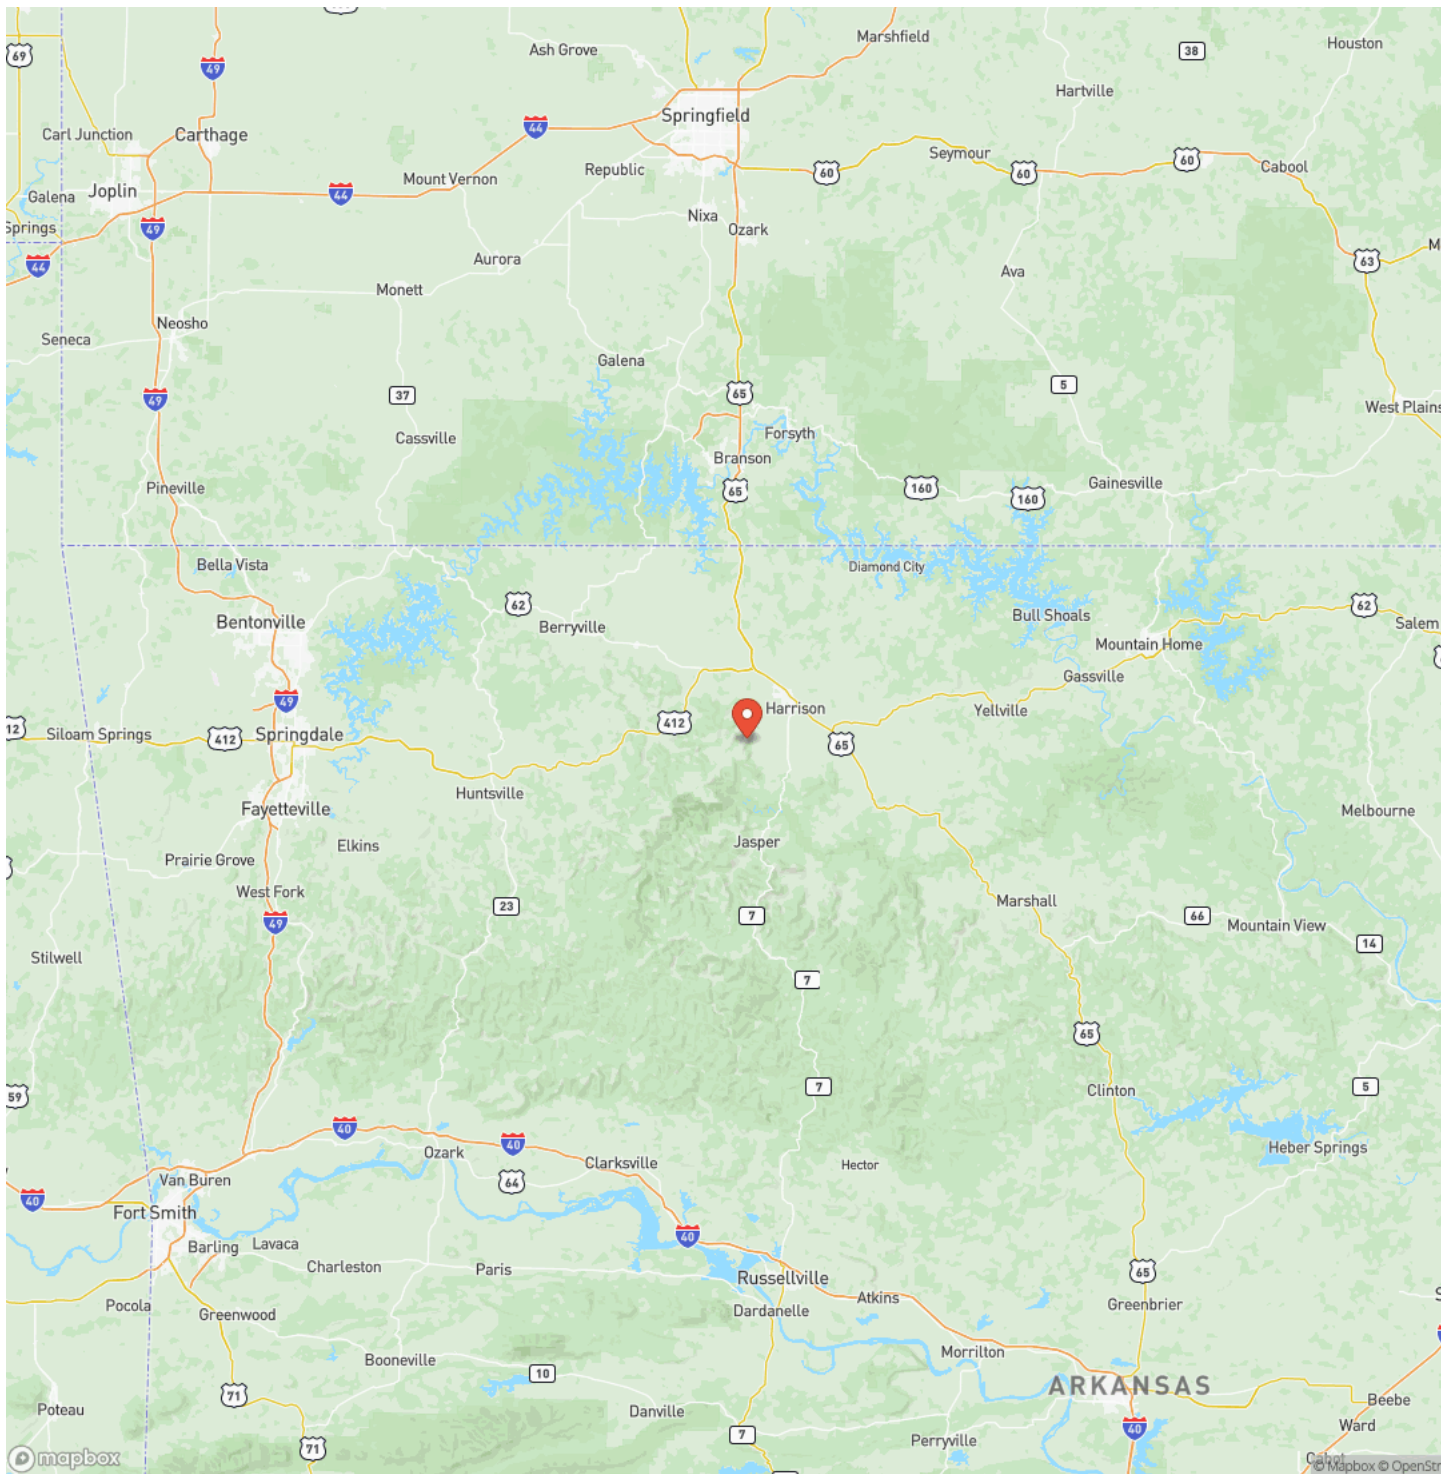 Ash Grove
Marshfield
38
Houston
69
49
Hartville
Springfield
44
Carl Junction
Carthage
Seymour
60
60
60
Cabool
Republic
Mount Vernon
Joplin
44
Galena
Nixa
Springs
49
Ozark
44
Aurora
Ava
63
Monett
Neosho
Seneca
Galena
49
37
65
5
West Plains
Cassville
Forsyth
Branson
Pineville
65
160
160
Gainesville
Bella Vista
Diamond City
62
62
Bentonville
Berryville
Bull Shoals
Salem
Mountain Home
Gassville
49
Harrison
Yellville
412
12
Siloam Springs
412
Springdale
65
Huntsville
Fayetteville
Melbourne
Jasper
Elkins
Prairie Grove
West Fork
Marshall
23
7
66
49
Mountain View
14
Stilwell
7
65
59
7
Clinton
5
40
40
Ozark
Heber Springs
Clarksville
Hector
Van Buren
64
40
Fort Smith
40
Barling
Lavaca
Charleston
Paris
Russellville
65
Pocola
Greenwood
Dardanelle
Atkins
Greenbrier
Booneville
Morrilton
10
ARKANSAS
71
Beebe
Poteau
Danville
Ward
40
7
Perryville
71
mapbox
Cabot
© Mapbox © OpenStr